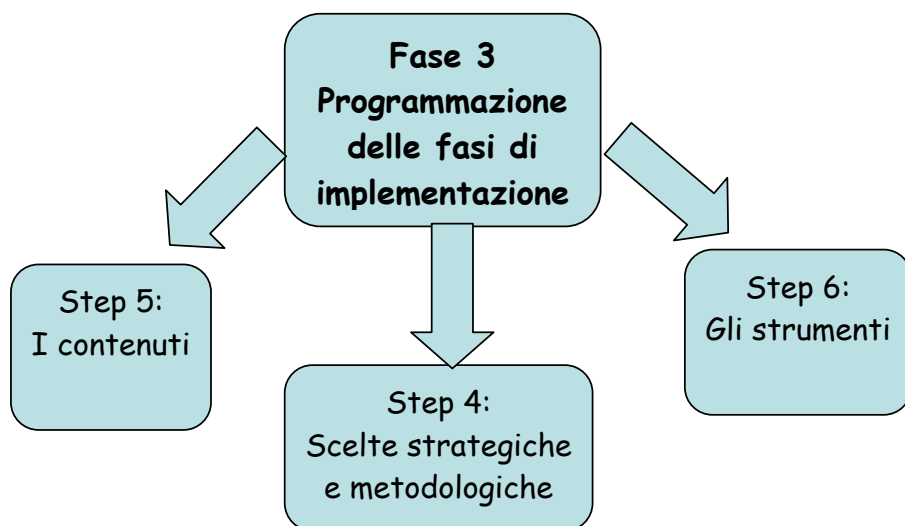 Fase 3
Programmazione
delle fasi di
implementazione
Step 5:
I contenuti
Step 4:
Scelte strategiche
e metodologiche
Step 6:
Gli strumenti